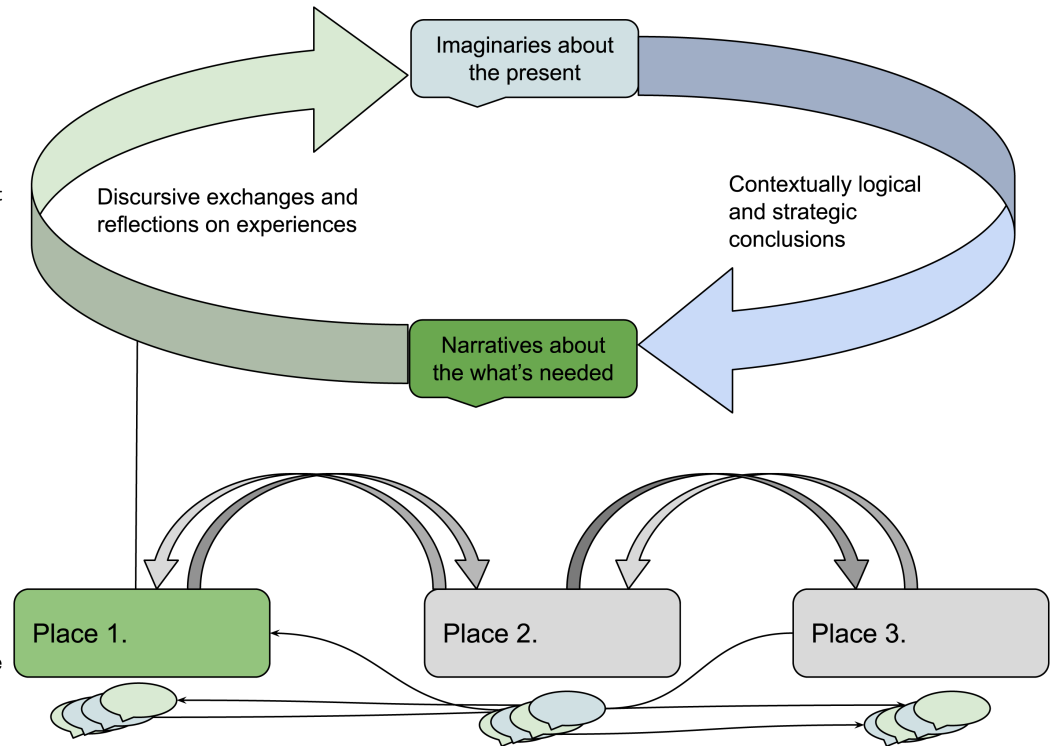 Imaginaries about
the present
t
Discursive exchanges and
reflections on experiences
Contextually logical
and strategic
conclusions
Narratives about
the what's needed
Place 1.
Place 2.
Place 3.
e